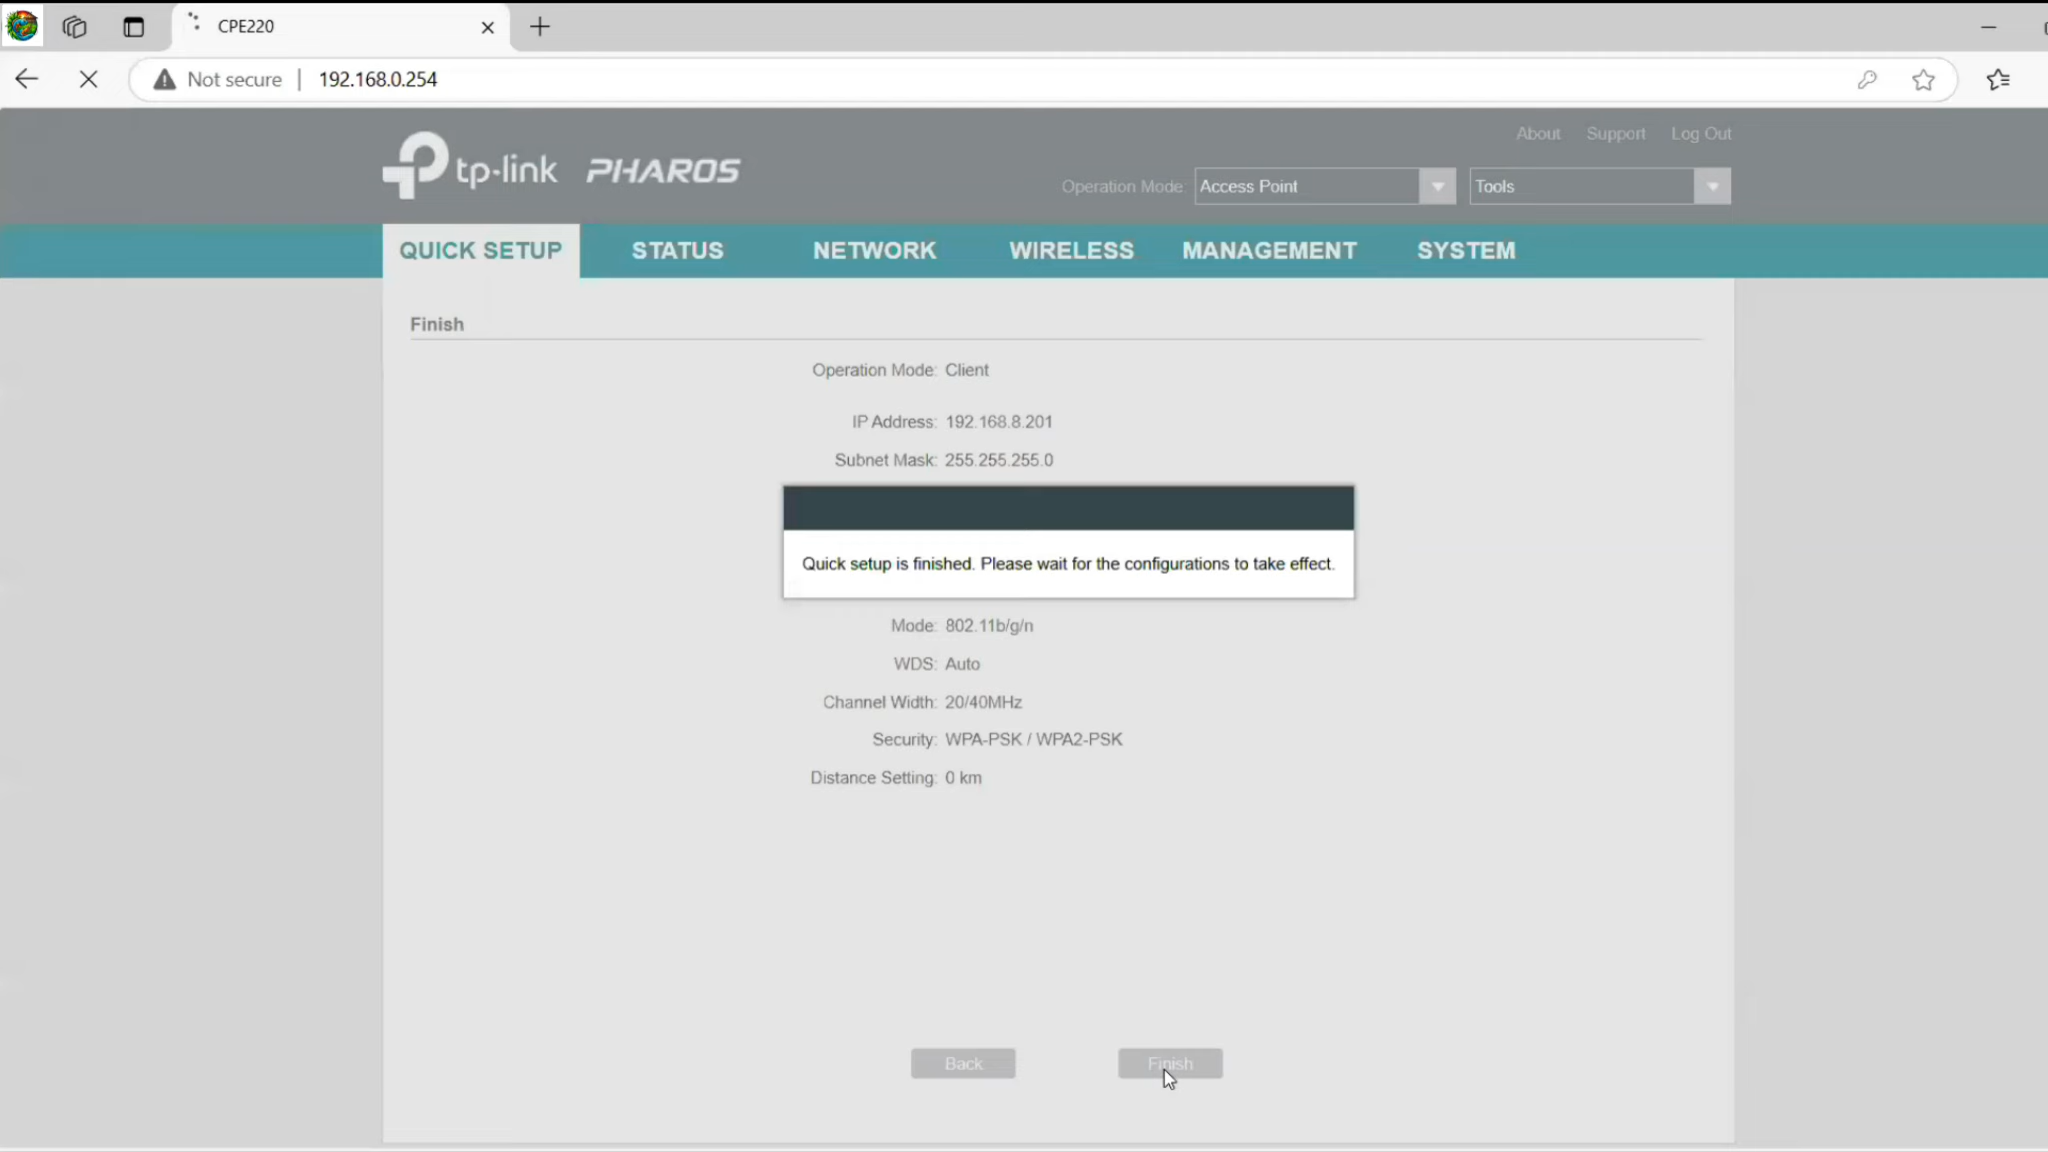 CPE220
Not secure | 192.168.0.254
About Support Log Out
tp-link PHAROS
Operation Mode: Access Point Tools
QUICK SETUP STATUS NETWORK WIRELESS MANAGEMENT SYSTEM
Finish
Operation Mode: Client
IP Address: 192.168.8.201
Subnet Mask: 255.255.255.0
Quick setup is finished. Please wait for the configurations to take effect.
Mode: 802.11b/g/n
WDS: Auto
Channel Width: 20/40MHz
Security: WPA-PSK / WPA2-PSK
Distance Setting: 0 km
Back Finish